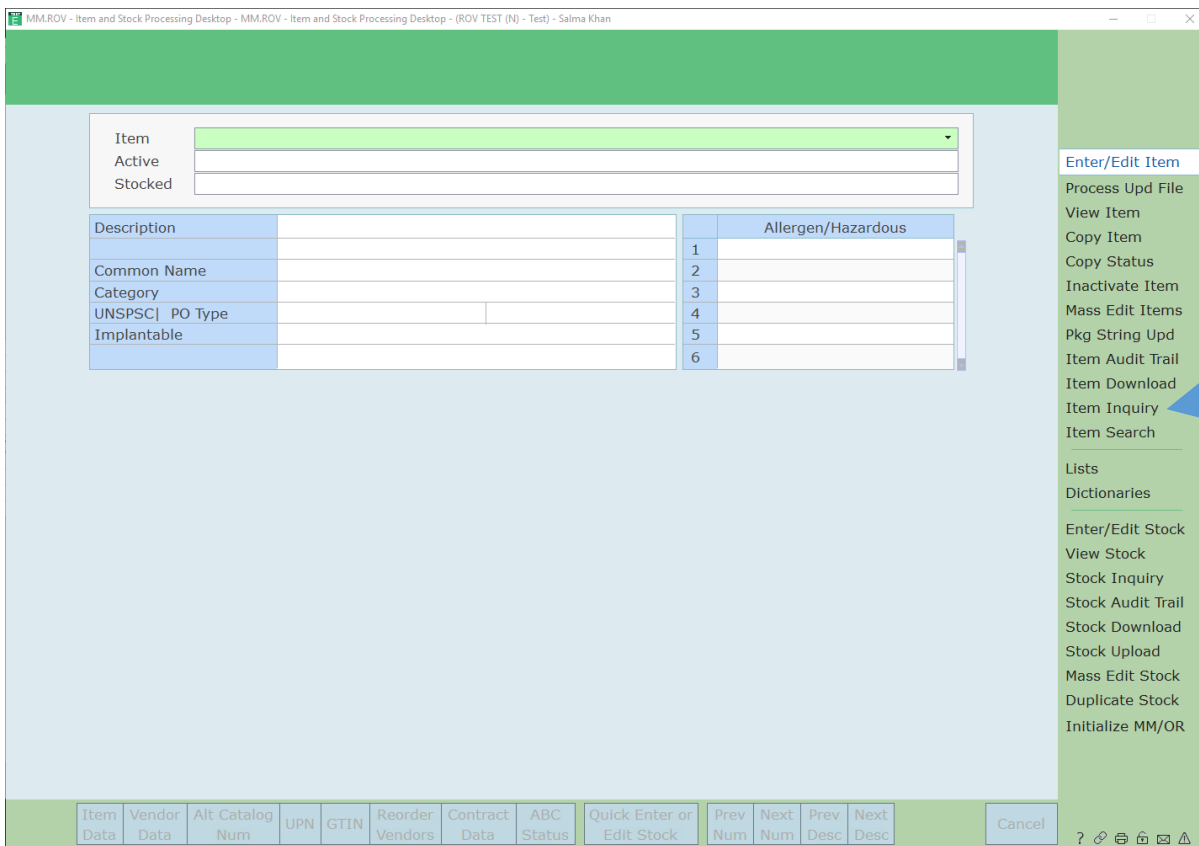 MM.ROV - Item and Stock Processing Desktop - MM.ROV - Item and Stock Processing Desktop - (ROV TEST (N) - Test) - Salma Khan
Item
Active
Stocked
Description
Common Name
Category
UNSPSC| PO Type
Implantable
Allergen/Hazardous
1
2
3
4
5
6
Enter/Edit Item
Process Upd File
View Item
Copy Item
Copy Status
Inactivate Item
Mass Edit Items
Pkg String Upd
Item Audit Trail
Item Download
Item Inquiry
Item Search
Lists
Dictionaries
Enter/Edit Stock
View Stock
Stock Inquiry
Stock Audit Trail
Stock Download
Stock Upload
Mass Edit Stock
Duplicate Stock
Initialize MM/OR
Item Data
Vendor Data
Alt Catalog Num
UPN
GTIN
Reorder Vendors
Contract Data
ABC Status
Quick Enter or Edit Stock
Prev Num
Next Num
Prev Desc
Next Desc
Cancel
?